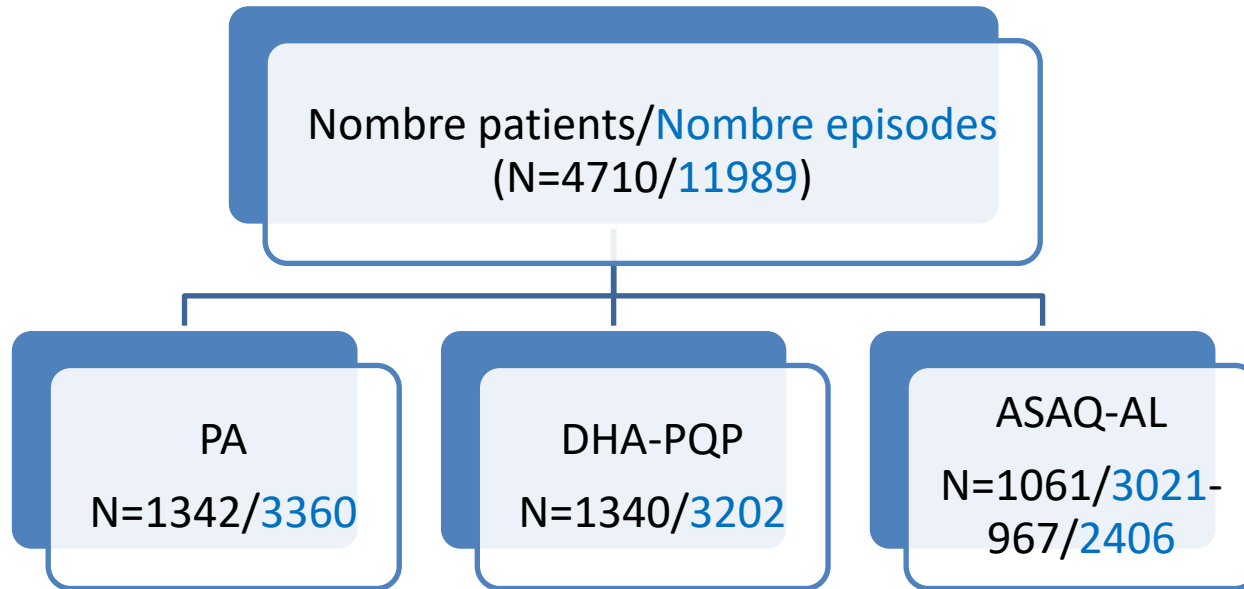 Nombre patients/Nombre episodes
(N=4710/11989)
PA
N=1342/3360
DHA-PQP
N=1340/3202
ASAQ-AL
N=1061/3021-
967/2406